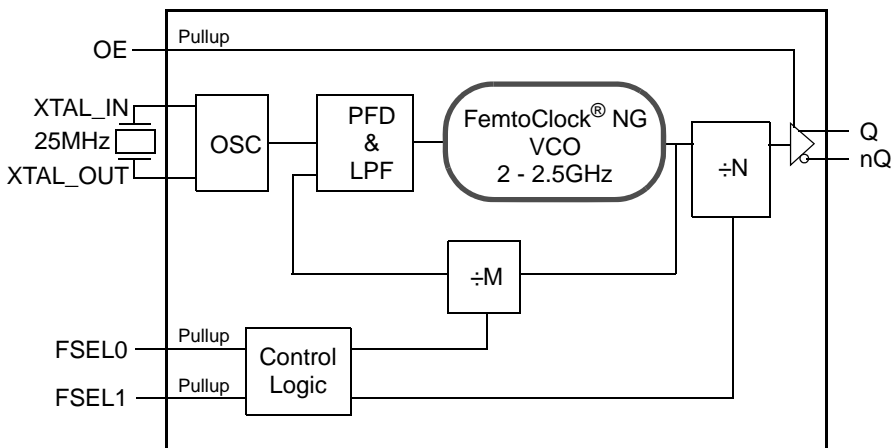 OE
Pullup
XTAL_IN
25MHz
XTAL_OUT
OSC
PFD
&
LPF
FemtoClock® NG
VCO
2 - 2.5GHz
÷N
Q
nQ
÷M
FSEL0
Pullup
FSEL1
Pullup
Control
Logic